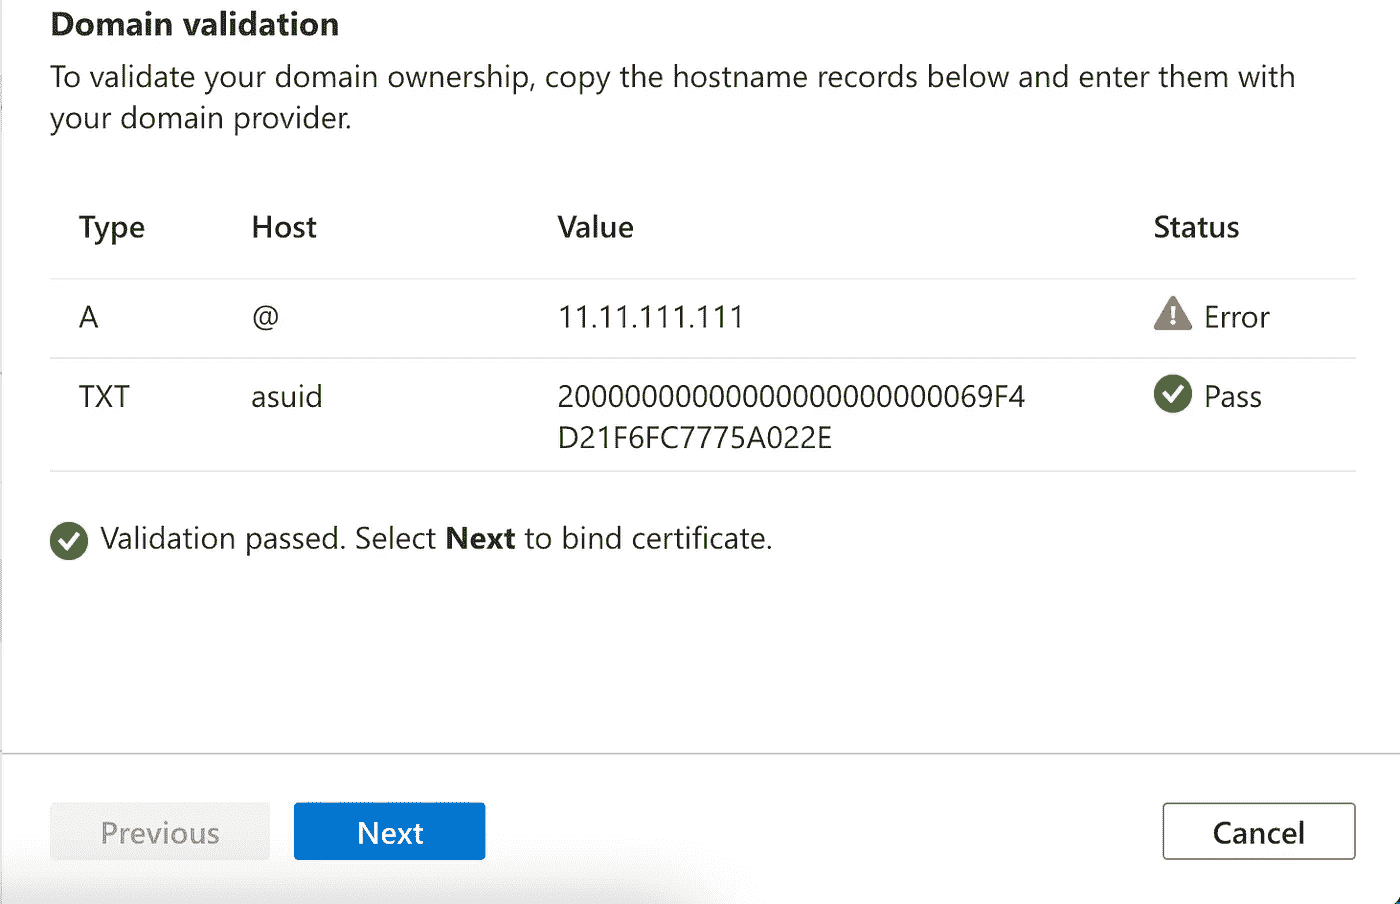 Domain validation
To validate your domain ownership, copy the hostname records below and enter them with
your domain provider.
Type Host Value Status
A @ 11.11.111.111 Error
TXT asuid 200000000000000000000000069F4 Pass
D21F6FC7775A022E
Validation passed. Select Next to bind certificate.
Previous Next Cancel